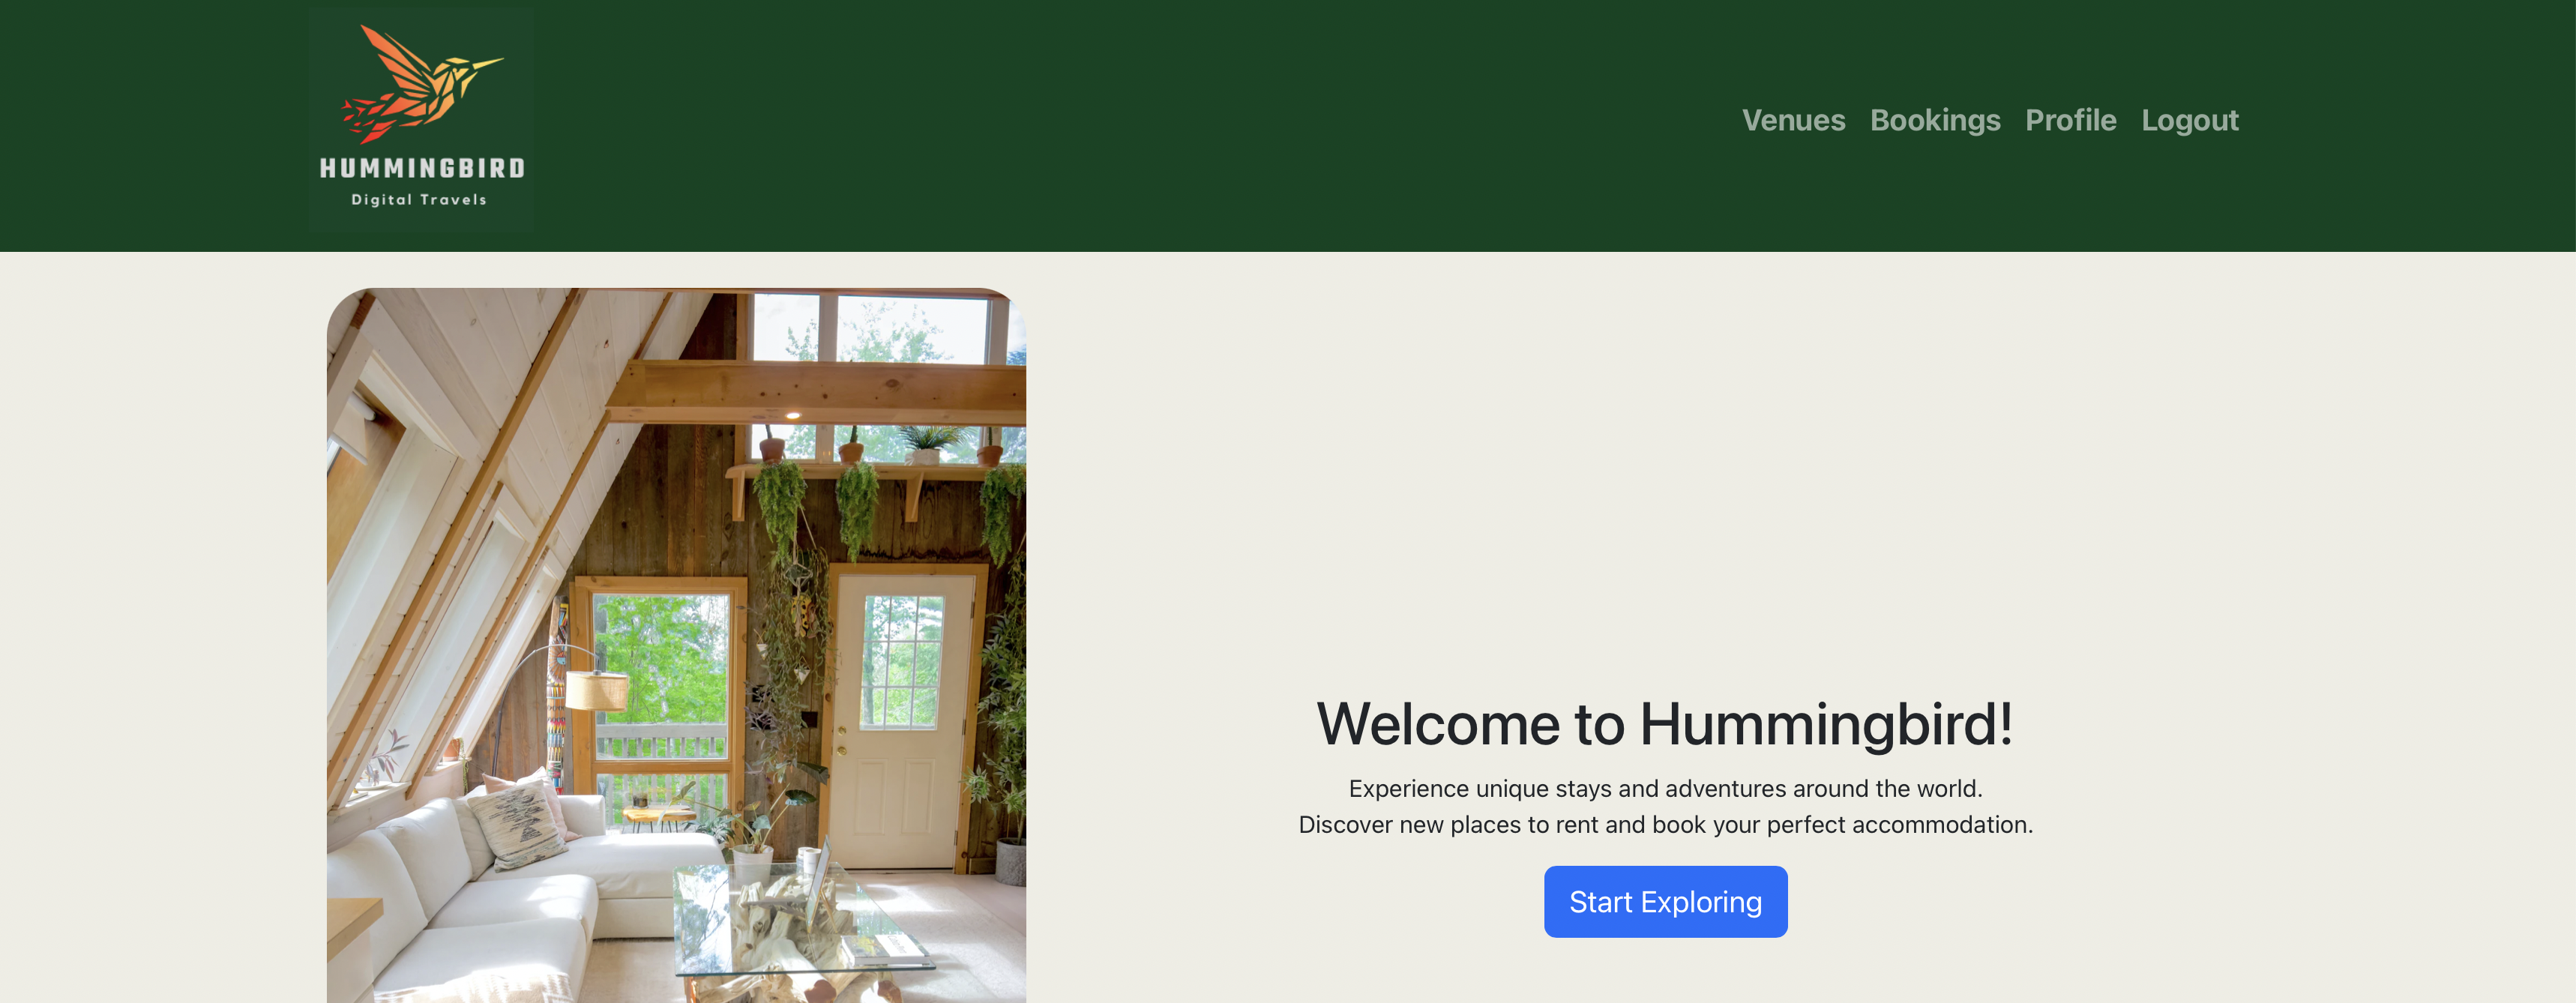 HUMMINGBIRD
Digital Travels
Venues Bookings Profile Logout
Welcome to Hummingbird!
Experience unique stays and adventures around the world.
Discover new places to rent and book your perfect accommodation.
Start Exploring